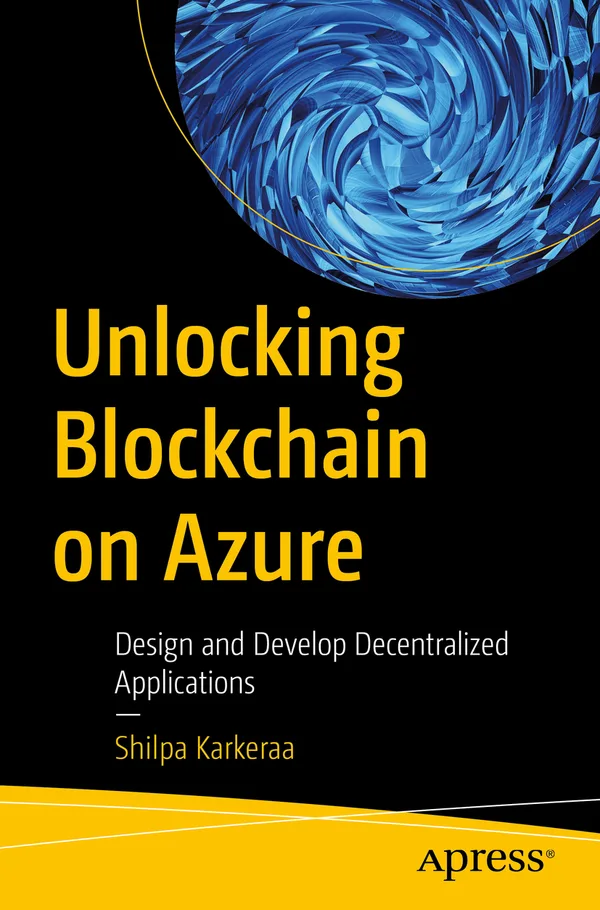 Unlocking
Blockchain
on Azure
Design and Develop Decentralized
Applications
Shilpa Karkeraa
Apress®